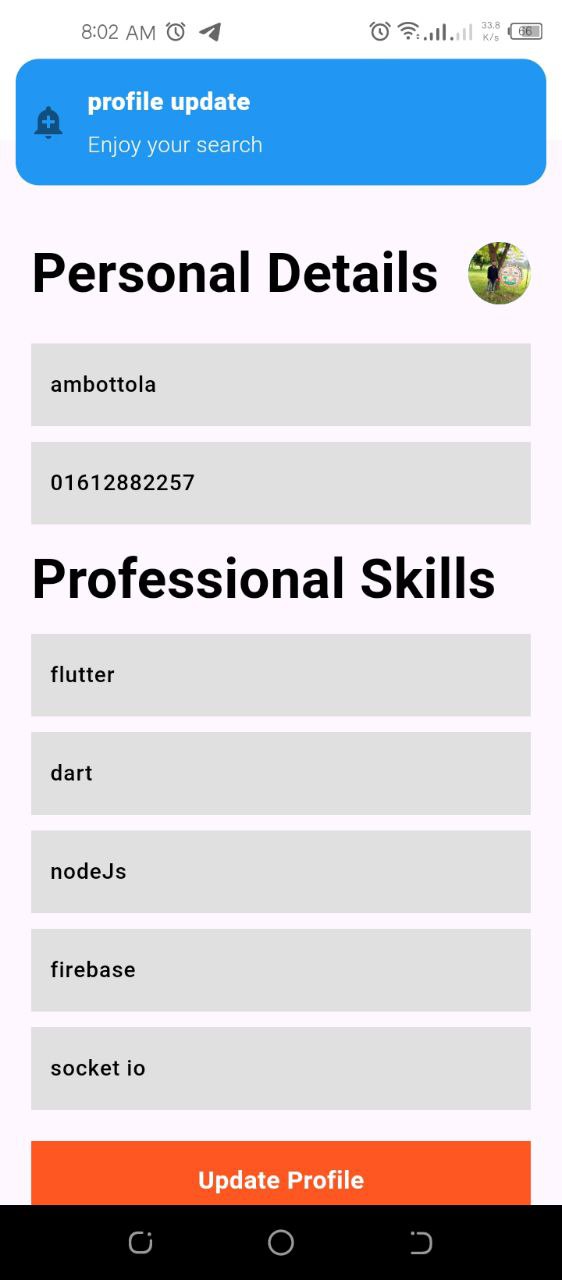 8:02 AM
33.8
K/s
66
profile update
Enjoy your search
Personal Details
ambottola
01612882257
Professional Skills
flutter
dart
nodeJs
firebase
socket io
Update Profile